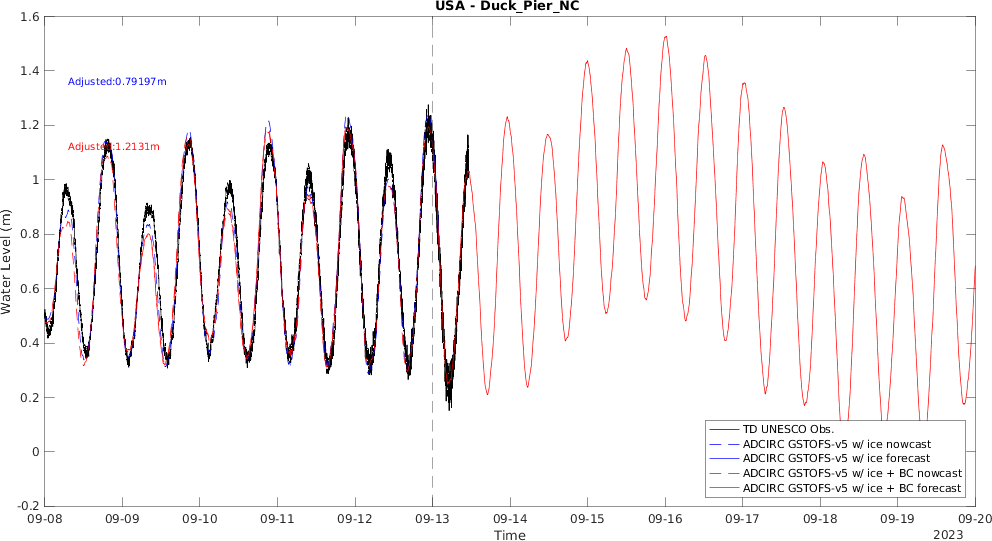 USA - Duck_Pier_NC
1.6
1.4
1.2
1
0.8
0.6
0.4
0.2
0
-0.2
Water Level (m)
Adjusted:0.79197m
Adjusted:1.2131m
TD UNESCO Obs.
ADCIRC GSTOFS-v5 w/ ice nowcast
ADCIRC GSTOFS-v5 w/ ice forecast
ADCIRC GSTOFS-v5 w/ ice + BC nowcast
ADCIRC GSTOFS-v5 w/ ice + BC forecast
09-08 09-09 09-10 09-11 09-12 09-13 09-14 09-15 09-16 09-17 09-18 09-19 09-20
Time
2023